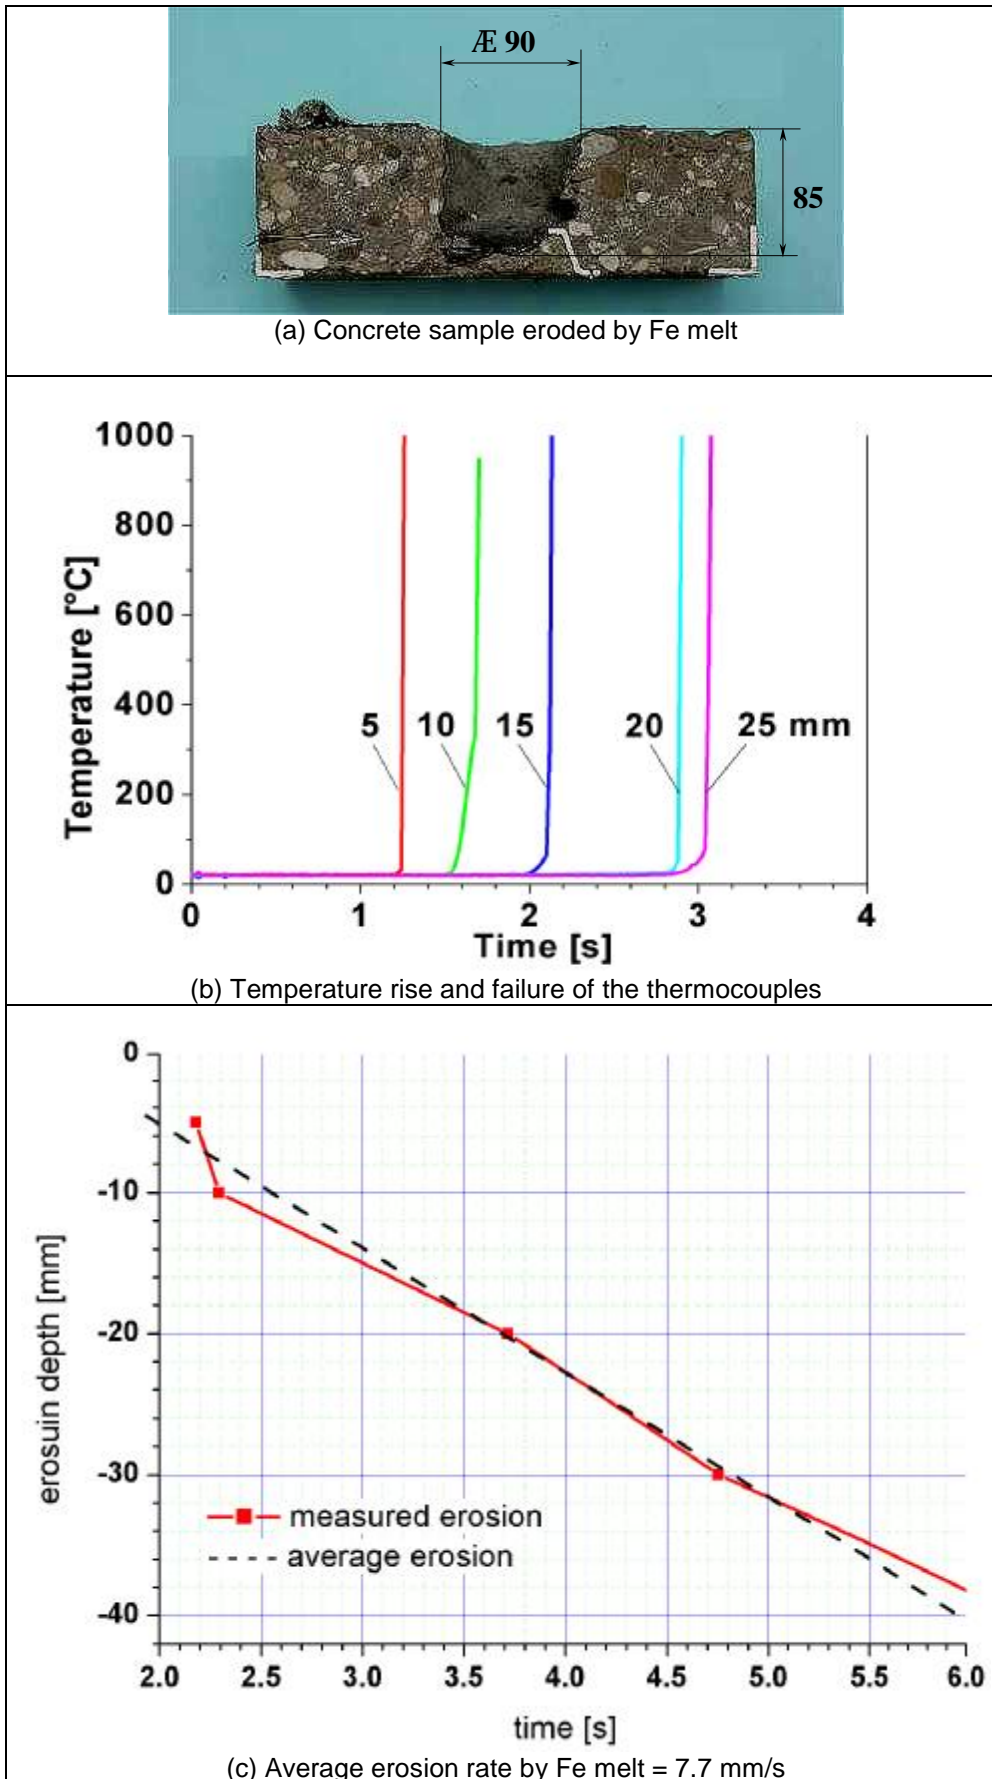 Æ 90
85
(a) Concrete sample eroded by Fe melt
1000
800
600
400
200
0
Temperature [°C]
5 10 15 20 25 mm
0 1 2 3 4
Time [s]
(b) Temperature rise and failure of the thermocouples
0
-10
-20
-30
-40
erosuin depth [mm]
measured erosion
average erosion
2.0 2.5 3.0 3.5 4.0 4.5 5.0 5.5 6.0
time [s]
(c) Average erosion rate by Fe melt = 7.7 mm/s